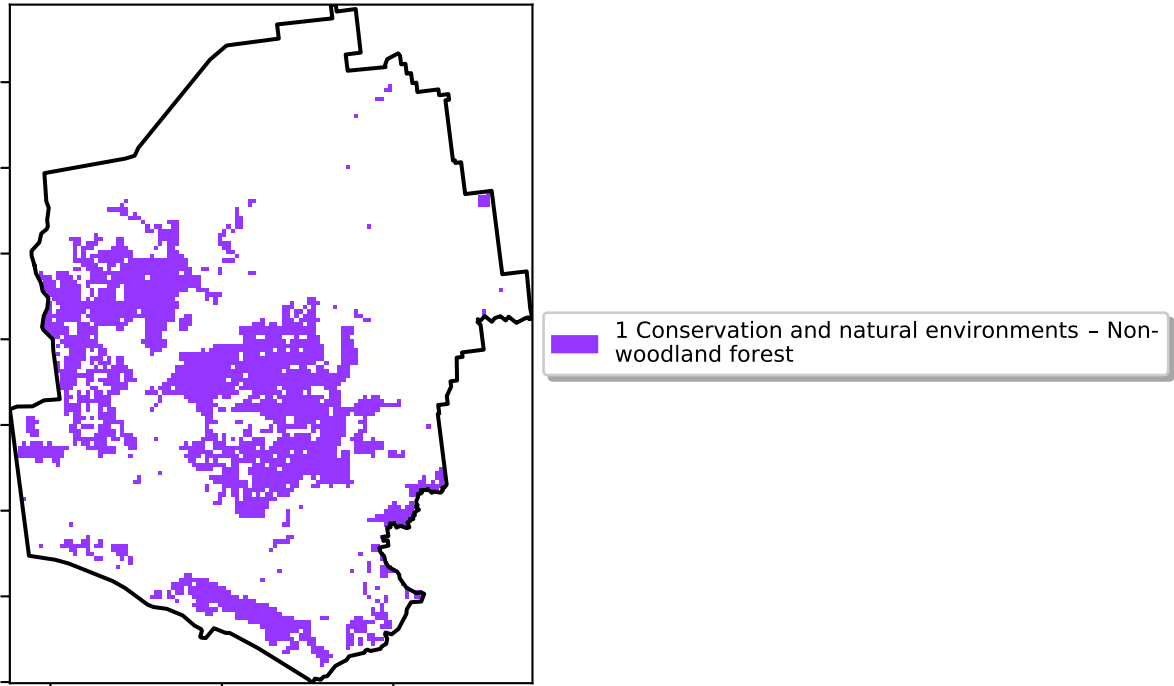 1 Conservation and natural environments – Non-
woodland forest